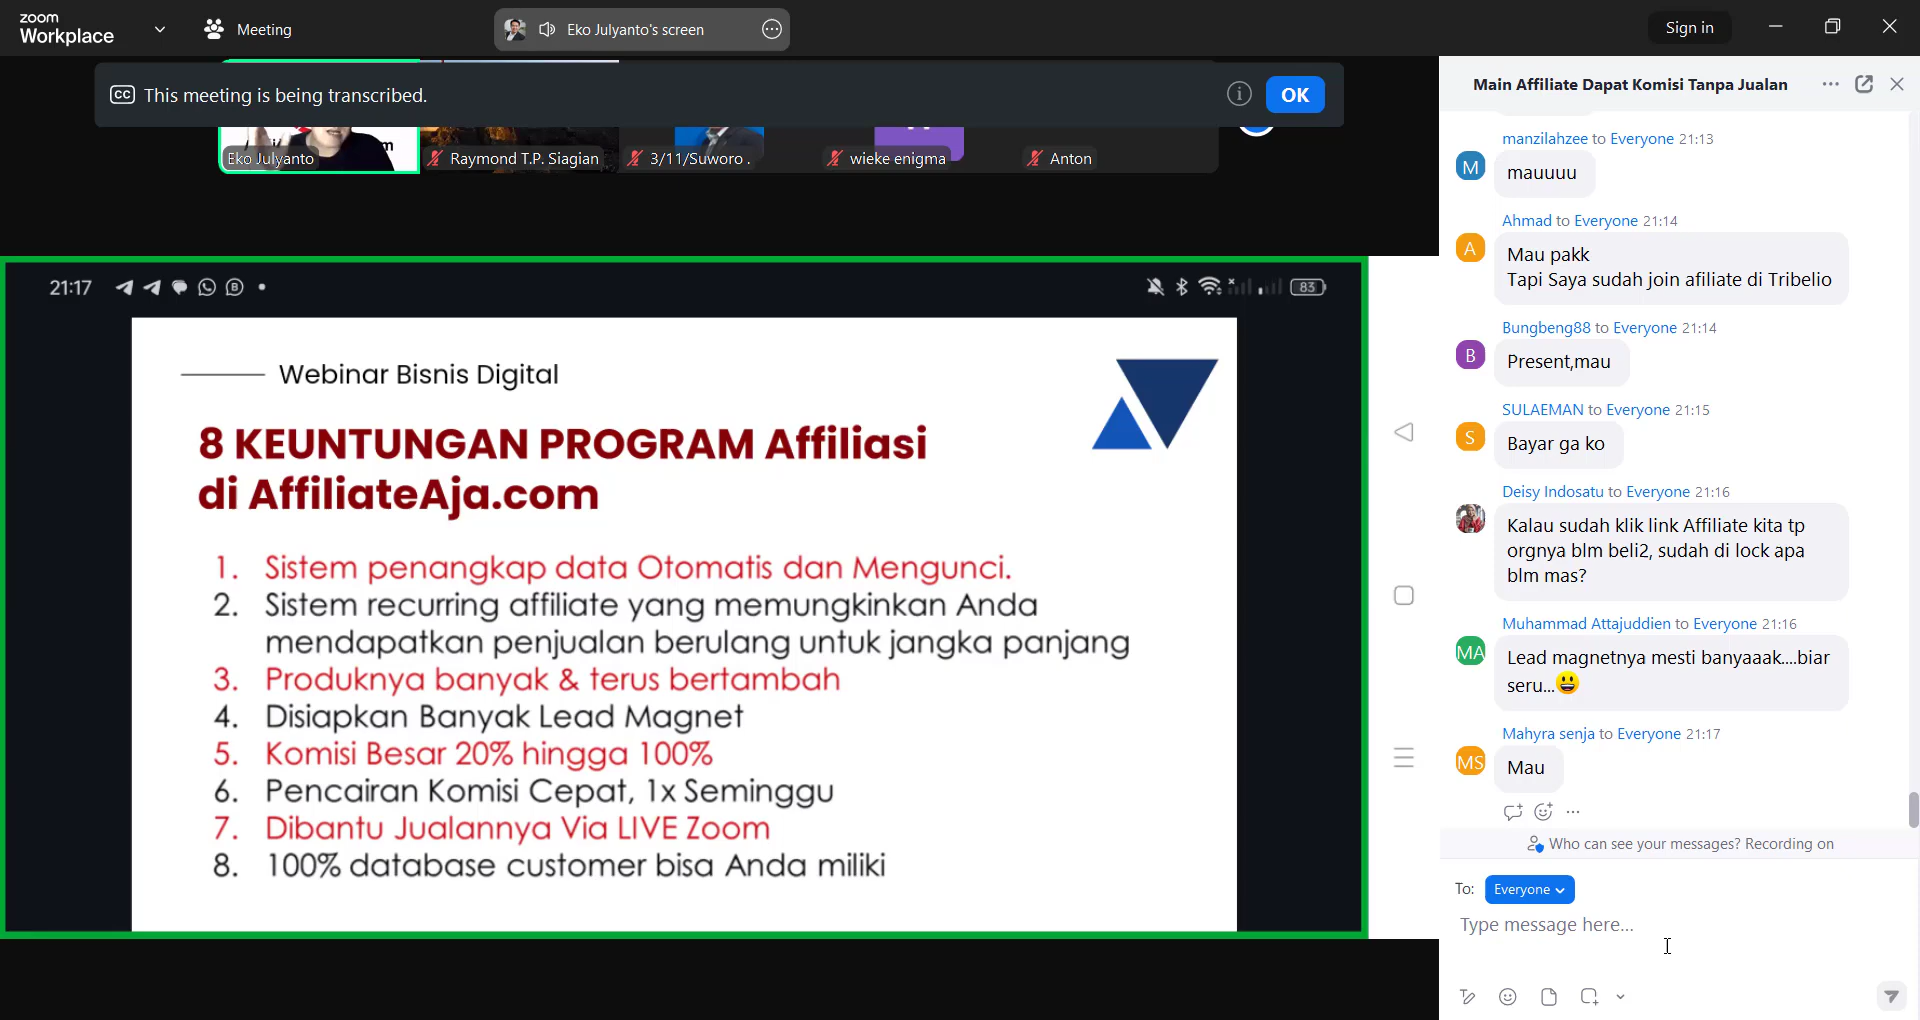 zoom
Workplace
Meeting
Eko Julyanto's screen
Sign in
CC This meeting is being transcribed.
OK
Eko Julyanto
Raymond T.P. Siagian
3/11/Suworo .
wieke enigma
Anton
21:17
83
Webinar Bisnis Digital
8 KEUNTUNGAN PROGRAM Affiliasi
di AffiliateAja.com
1. Sistem penangkap data Otomatis dan Mengunci.
2. Sistem recurring affiliate yang memungkinkan Anda
mendapatkan penjualan berulang untuk jangka panjang
3. Produknya banyak & terus bertambah
4. Disiapkan Banyak Lead Magnet
5. Komisi Besar 20% hingga 100%
6. Pencairan Komisi Cepat, 1x Seminggu
7. Dibantu Jualannya Via LIVE Zoom
8. 100% database customer bisa Anda miliki
Main Affiliate Dapat Komisi Tanpa Jualan
manzilahzee to Everyone 21:13
M
mauuuu
Ahmad to Everyone 21:14
A
Mau pakk
Tapi Saya sudah join afiliate di Tribelio
Bungbeng88 to Everyone 21:14
B
Present,mau
SULAEMAN to Everyone 21:15
S
Bayar ga ko
Deisy Indosatu to Everyone 21:16
Kalau sudah klik link Affiliate kita tp
orgnya blm beli2, sudah di lock apa
blm mas?
Muhammad Attajuddien to Everyone 21:16
MA
Lead magnetnya mesti banyaaak....biar
seru...😃
Mahyra senja to Everyone 21:17
MS
Mau
Who can see your messages? Recording on
To: Everyone
Type message here...